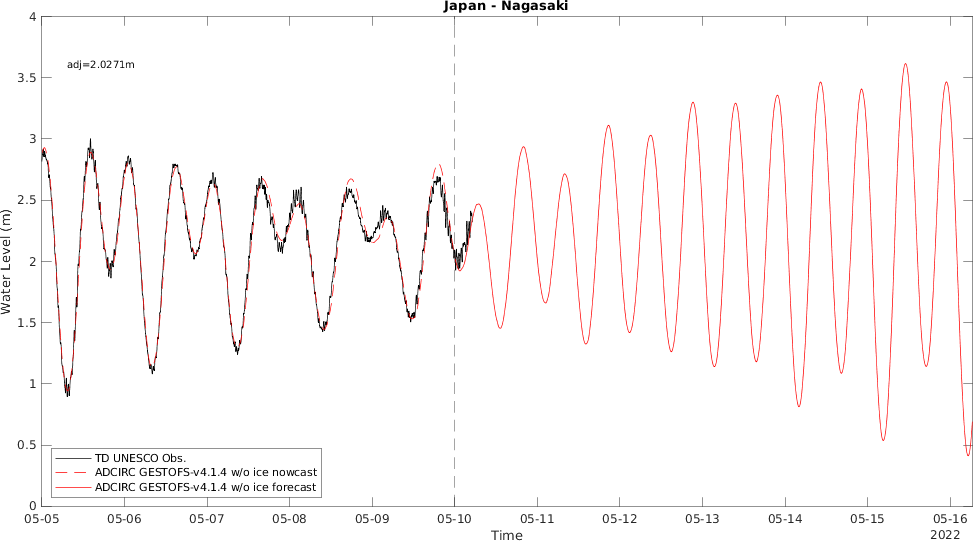 Japan - Nagasaki
adj=2.0271m
Water Level (m)
4
3.5
3
2.5
2
1.5
1
0.5
0
TD UNESCO Obs.
ADCIRC GESTOFS-v4.1.4 w/o ice nowcast
ADCIRC GESTOFS-v4.1.4 w/o ice forecast
05-05 05-06 05-07 05-08 05-09 05-10 05-11 05-12 05-13 05-14 05-15 05-16
2022
Time